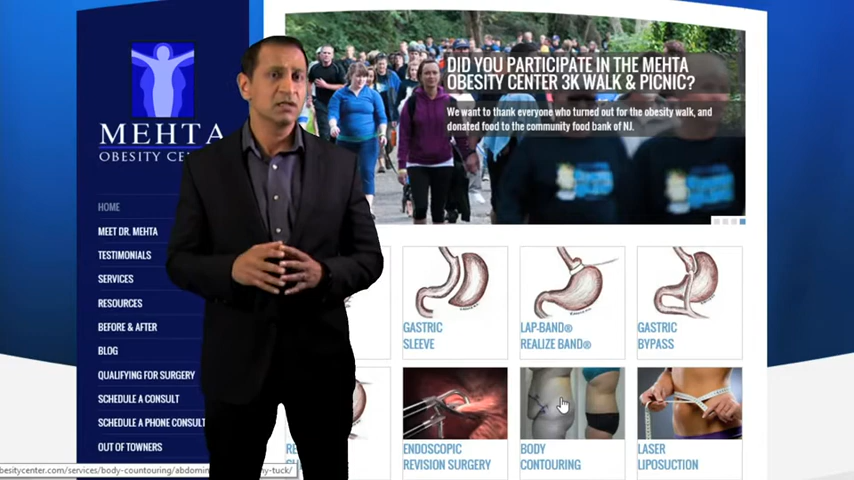 DID YOU PARTICIPATE IN THE MEHTA
OBESITY CENTER 3K WALK & PICNIC?
We want to thank everyone who turned out for the obesity walk, and
donated food to the community food bank of NJ.
MEHTA
OBESITY
HOME
MEET DR. MEHTA
TESTIMONIALS
SERVICES
RESOURCES
BEFORE & AFTER
BLOG
QUALIFYING FOR SURGERY
SCHEDULE A CONSULT
SCHEDULE A PHONE CONSULT
OUT OF TOWNERS
GASTRIC
SLEEVE
LAP-BAND®
REALIZE BAND®
GASTRIC
BYPASS
ENDOSCOPIC
REVISION SURGERY
BODY
CONTOURING
LASER
LIPOSUCTION
besitycenter.com/services/body-countouring/abdomin
y-tuck/